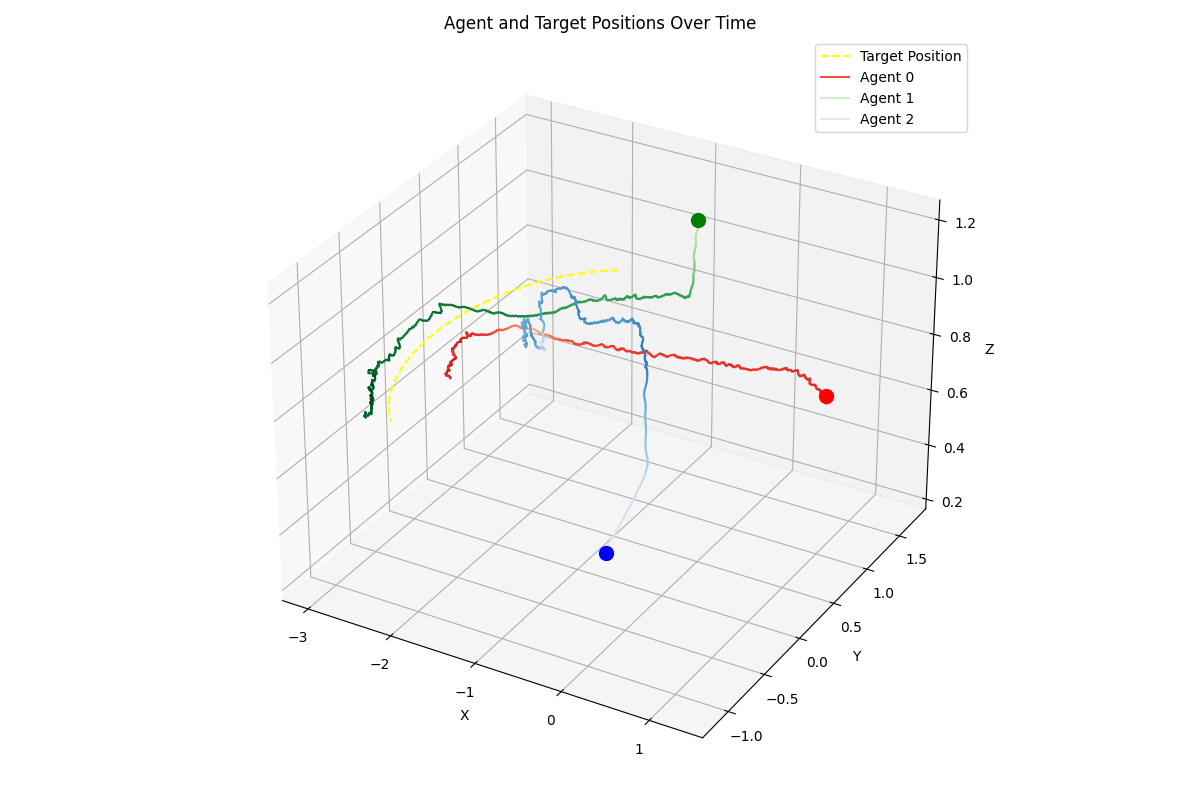 Agent and Target Positions Over Time
Target Position
Agent 0
Agent 1
Agent 2
1.2
1.0
0.8
Z
0.6
0.4
0.2
1.5
1.0
0.5
Y
0.0
−0.5
−1.0
−3
−2
−1
X
0
1